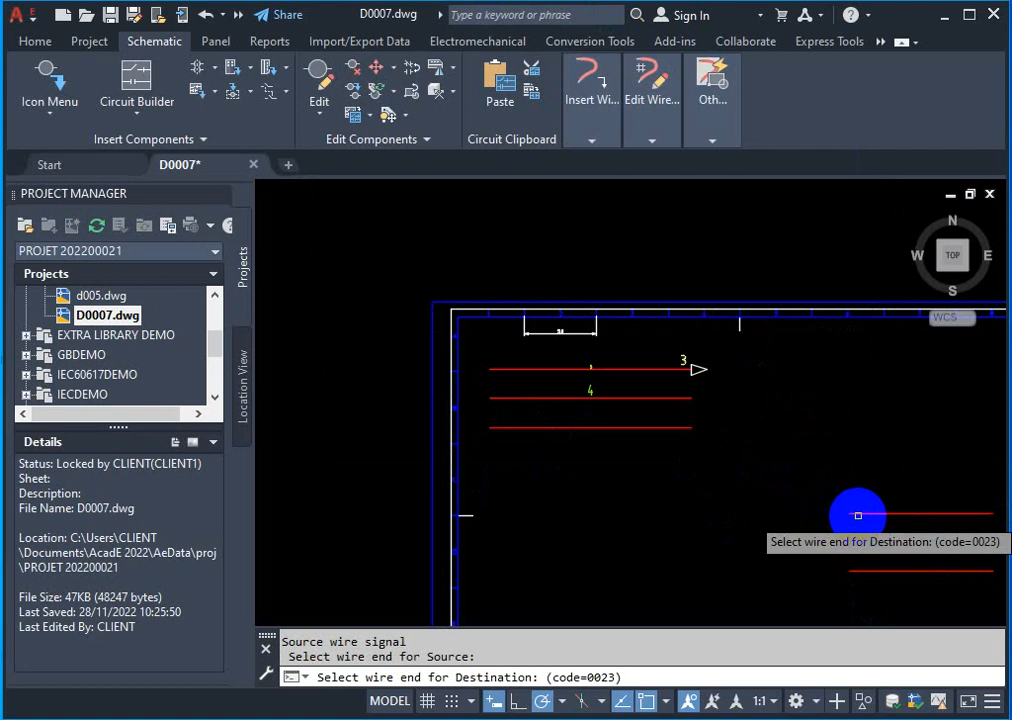 Share
D0007.dwg
Type a keyword or phrase
Sign In
Home Project Schematic Panel Reports Import/Export Data Electromechanical Conversion Tools Add-ins Collaborate Express Tools
Icon Menu
Circuit Builder
Edit
Paste
Insert Wi...
Edit Wire...
Oth...
Insert Components
Edit Components
Circuit Clipboard
Start
D0007*
PROJECT MANAGER
PROJET 202200021
Projects
d005.dwg
D0007.dwg
EXTRA LIBRARY DEMO
GBDEMO
IEC60617DEMO
IECDEMO
Projects
Location View
Details
Status: Locked by CLIENT(CLIENT1)
Sheet:
Description:
File Name: D0007.dwg
Location: C:\Users\CLIENT
\Documents\AcadE 2022\AeData\proj
\PROJET 202200021
File Size: 47KB (48247 bytes)
Last Saved: 28/11/2022 10:25:50
Last Edited By: CLIENT
N
W TOP E
S
WCS
3
4
Select wire end for Destination: (code=0023)
Source wire signal
Select wire end for Source:
Select wire end for Destination: (code=0023)
MODEL
1:1